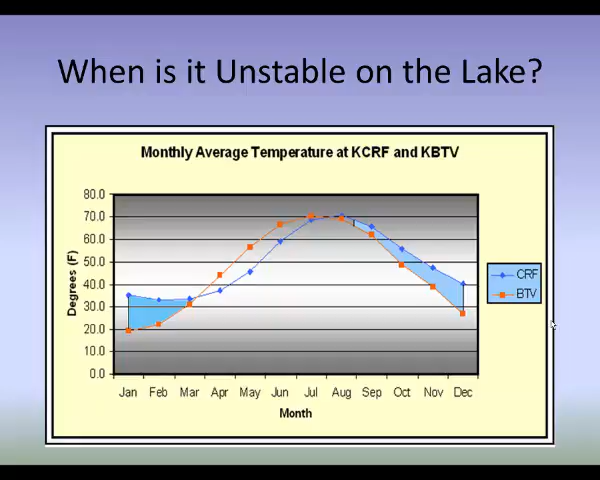 When is it Unstable on the Lake?
Monthly Average Temperature at KCRF and KBTV
80.0
70.0
60.0
50.0
40.0
30.0
20.0
10.0
0.0
Degrees (F)
Jan Feb Mar Apr May Jun Jul Aug Sep Oct Nov Dec
Month
CRF
BTV